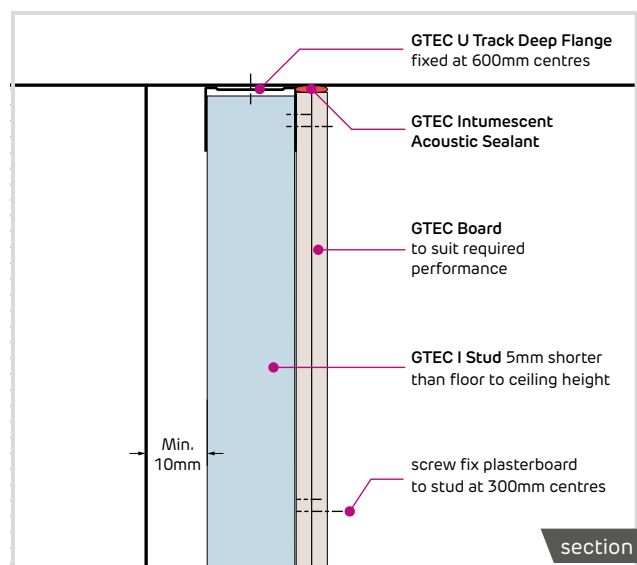 GTEC U Track Deep Flange
fixed at 600mm centres
GTEC Intumescent
Acoustic Sealant
GTEC Board
to suit required
performance
GTEC I Stud 5mm shorter
than floor to ceiling height
Min.
10mm
screw fix plasterboard
to stud at 300mm centres
section